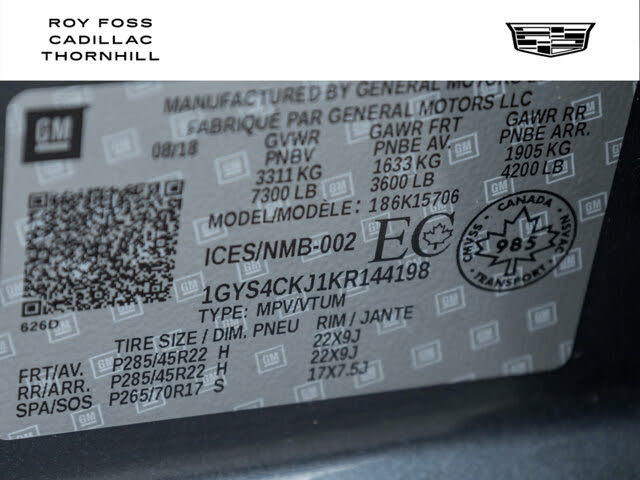 ROY FOSS
CADILLAC
THORNHILL
GM
MANUFACTURED BY GENERAL MOTORS
FABRIQUÉ PAR GENERAL MOTORS LLC
08/18
GVWR GAWR FRT GAWR RR
PNBV PNBE AV. PNBE ARR.
3311 KG 1633 KG 1905 KG
7300 LB 3600 LB 4200 LB
MODEL/MODÈLE: 186K15706
ICES/NMB-002 EC
CANADA
CMVSS 985 NSVAC
1GYS4CKJ1KR144198
626D
TYPE: MPV/VTUM
TIRE SIZE / DIM. PNEU RIM / JANTE
FRT/AV. P285/45R22 H 22X9J
RR/ARR. P285/45R22 H 22X9J
SPA/SOS P265/70R17 S 17X7.5J